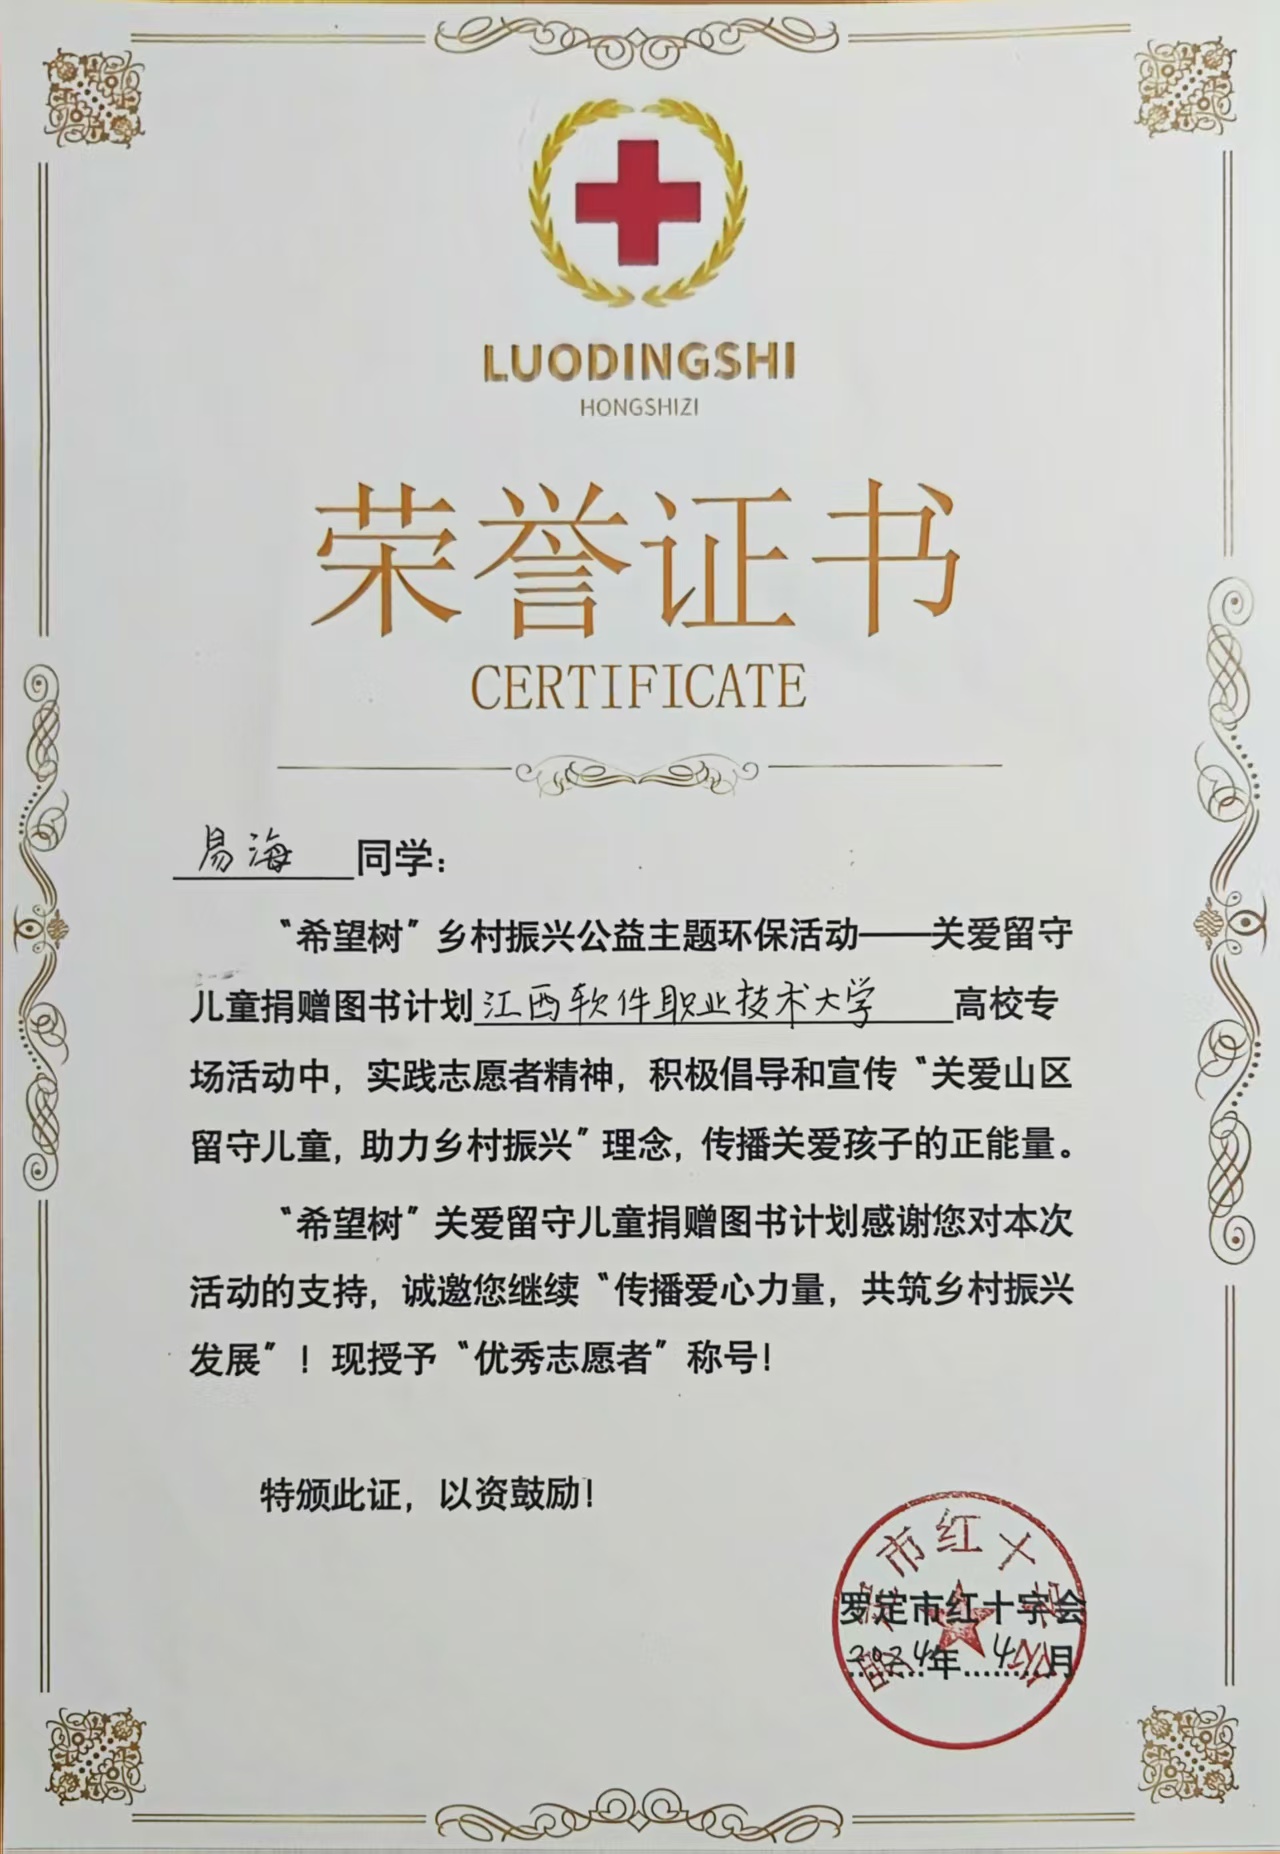 LUODINGSHI
HONGSHIZI
荣誉证书
CERTIFICATE
易海 同学：
“希望树”乡村振兴公益主题环保活动——关爱留守
儿童捐赠图书计划江西软件职业技术大学 高校专
场活动中，实践志愿者精神，积极倡导和宣传“关爱山区
留守儿童，助力乡村振兴”理念，传播关爱孩子的正能量。
“希望树”关爱留守儿童捐赠图书计划感谢您对本次
活动的支持，诚邀您继续“传播爱心力量，共筑乡村振兴
发展”！现授予“优秀志愿者”称号！
特颁此证，以资鼓励！
市红十字会
罗定市红十字会
2024年4月